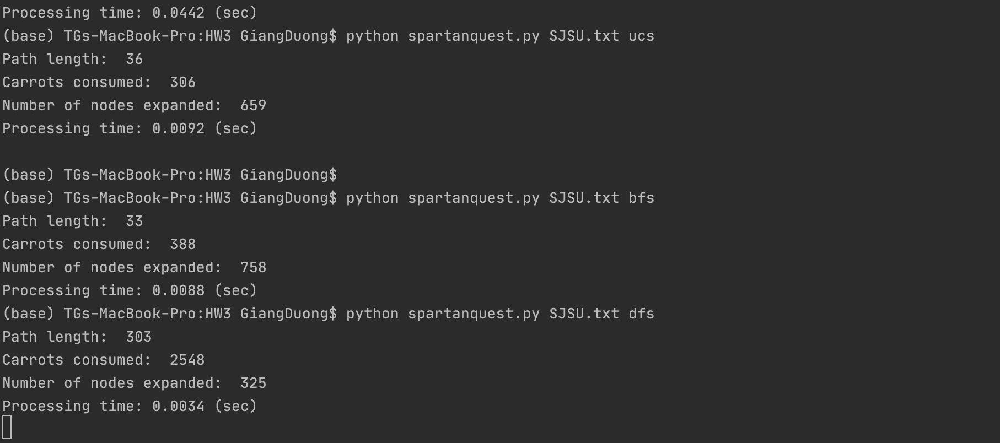 Processing time: 0.0442 (sec)
(base) TGs-MacBook-Pro:HW3 GiangDuong$ python spartanquest.py SJSU.txt ucs
Path length:  36
Carrots consumed:  306
Number of nodes expanded:  659
Processing time: 0.0092 (sec)
(base) TGs-MacBook-Pro:HW3 GiangDuong$
(base) TGs-MacBook-Pro:HW3 GiangDuong$ python spartanquest.py SJSU.txt bfs
Path length:  33
Carrots consumed:  388
Number of nodes expanded:  758
Processing time: 0.0088 (sec)
(base) TGs-MacBook-Pro:HW3 GiangDuong$ python spartanquest.py SJSU.txt dfs
Path length:  303
Carrots consumed:  2548
Number of nodes expanded:  325
Processing time: 0.0034 (sec)